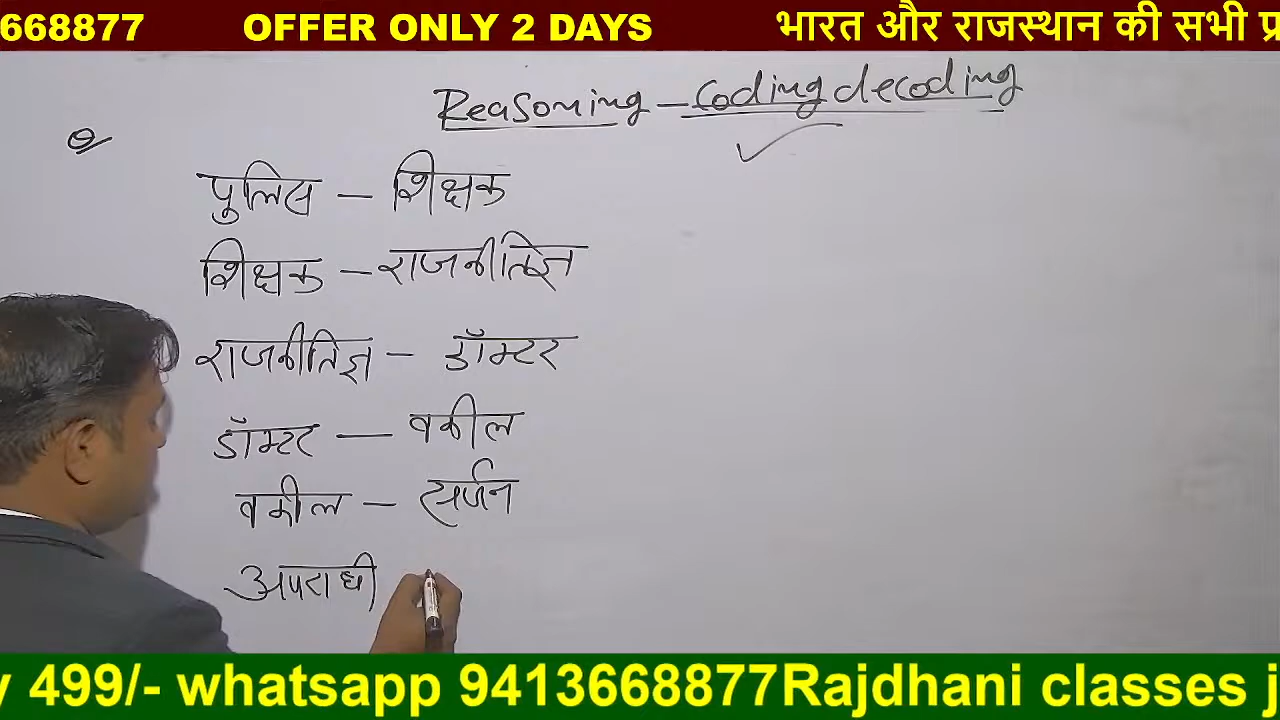 668877 OFFER ONLY 2 DAYS भारत और राजस्थान की सभी प्र
Reasoning - Coding decoding
Q
पुलिस - शिक्षक
शिक्षक - राजनीतिज्ञ
राजनीतिज्ञ - डॉक्टर
डॉक्टर - वकील
वकील - सर्जन
अपराधी
y 499/- whatsapp 9413668877Rajdhani classes j